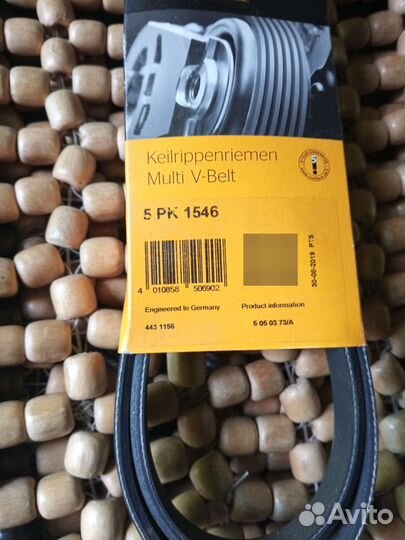 Keilrippenriemen
Multi V-Belt
5 PK 1546
4 010858 506902
30-08-2019 PTS
Engineered In Germany
Product information
443 1156
5 05 03 73/A
Avito